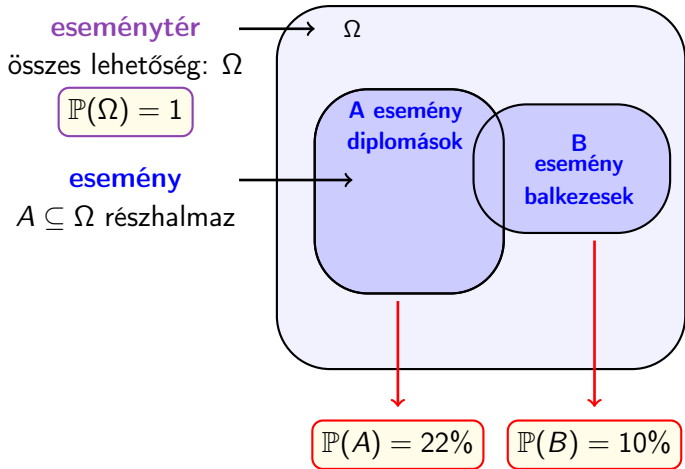 eseménytér
összes lehetőség: Ω
ℙ(Ω) = 1
esemény
A ⊆ Ω részhalmaz
Ω
A esemény
diplomások
B
esemény
balkezesek
ℙ(A) = 22%
ℙ(B) = 10%